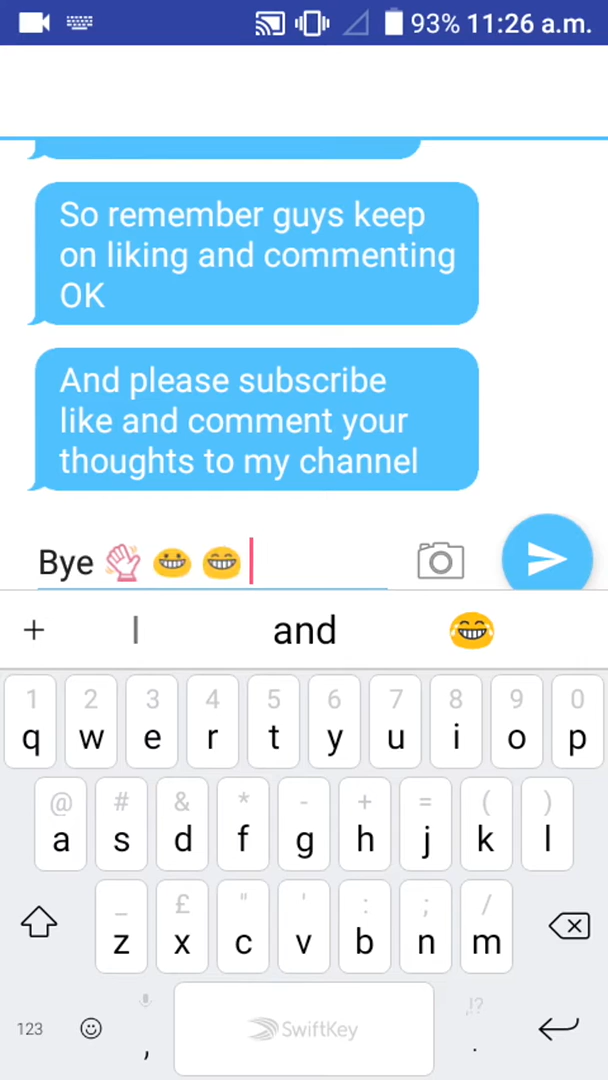 93% 11:26 a.m.
So remember guys keep
on liking and commenting
OK
And please subscribe
like and comment your
thoughts to my channel
Bye 👋 😀 😁
+ I and 😂
1 2 3 4 5 6 7 8 9 0
q w e r t y u i o p
@ # & * - + = ( )
a s d f g h j k l
_ £ " ' : ; /
z x c v b n m
123 , SwiftKey ,!? .